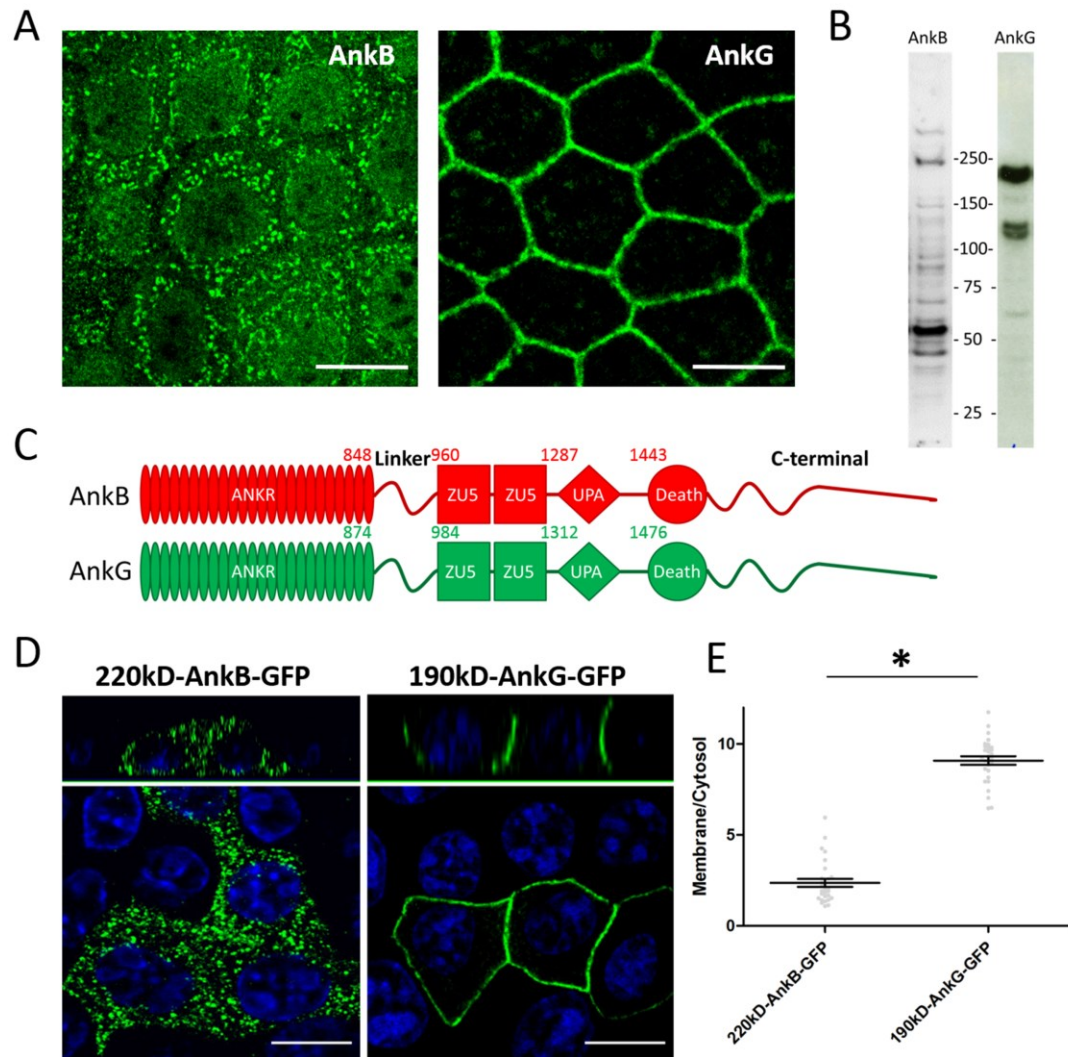 A
AnkB
AnkG
B
AnkB
AnkG
-250-
-150-
-100-
- 75 -
- 50 -
- 25 -
C
848
Linker
960
1287
1443
C-terminal
AnkB
ANKR
ZU5
ZU5
UPA
Death
874
984
1312
1476
AnkG
ANKR
ZU5
ZU5
UPA
Death
D
220kD-AnkB-GFP
190kD-AnkG-GFP
E
*
Membrane/Cytosol
10
5
0
220kD-AnkB-GFP
190kD-AnkG-GFP